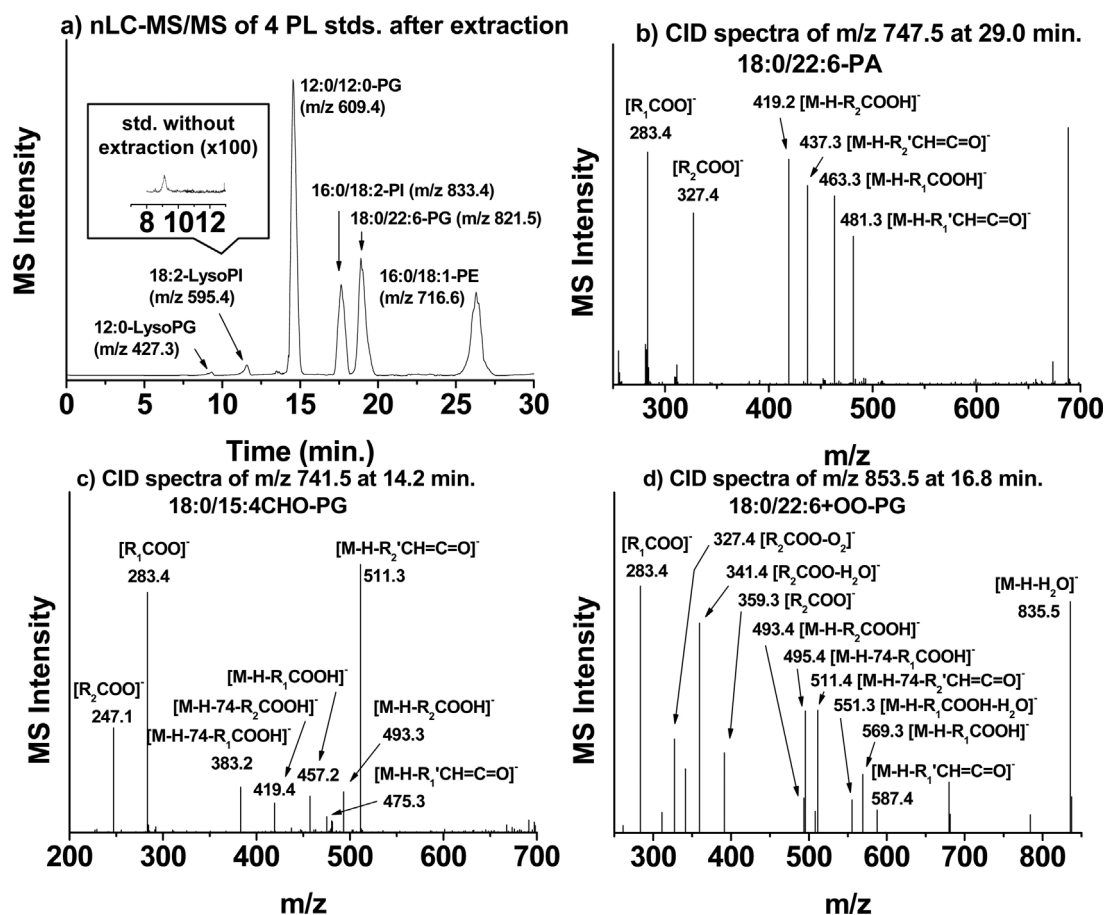 a) nLC-MS/MS of 4 PL stds. after extraction
MS Intensity
std. without
extraction (x100)
8 10 12
12:0/12:0-PG
(m/z 609.4)
16:0/18:2-PI (m/z 833.4)
18:0/22:6-PG (m/z 821.5)
16:0/18:1-PE
(m/z 716.6)
18:2-LysoPI
(m/z 595.4)
12:0-LysoPG
(m/z 427.3)
0 5 10 15 20 25 30
Time (min.)
b) CID spectra of m/z 747.5 at 29.0 min.
18:0/22:6-PA
MS Intensity
[R₁COO]⁻
283.4
[R₂COO]⁻
327.4
419.2 [M-H-R₂COOH]⁻
437.3 [M-H-R₂'CH=C=O]⁻
463.3 [M-H-R₁COOH]⁻
481.3 [M-H-R₁'CH=C=O]⁻
300 400 500 600 700
m/z
c) CID spectra of m/z 741.5 at 14.2 min.
18:0/15:4CHO-PG
MS Intensity
[R₁COO]⁻
283.4
[M-H-R₂'CH=C=O]⁻
511.3
[R₂COO]⁻
247.1
[M-H-R₁COOH]⁻
[M-H-74-R₂COOH]⁻
[M-H-74-R₁COOH]⁻
383.2
419.4
457.2
[M-H-R₂COOH]⁻
493.3
[M-H-R₁'CH=C=O]⁻
475.3
200 300 400 500 600 700
m/z
d) CID spectra of m/z 853.5 at 16.8 min.
18:0/22:6+OO-PG
MS Intensity
[R₁COO]⁻
283.4
327.4 [R₂COO-O₂]⁻
341.4 [R₂COO-H₂O]⁻
359.3 [R₂COO]⁻
493.4 [M-H-R₂COOH]⁻
495.4 [M-H-74-R₁COOH]⁻
511.4 [M-H-74-R₂'CH=C=O]⁻
551.3 [M-H-R₁COOH-H₂O]⁻
569.3 [M-H-R₁COOH]⁻
[M-H-R₁'CH=C=O]⁻
587.4
[M-H-H₂O]⁻
835.5
300 400 500 600 700 800
m/z